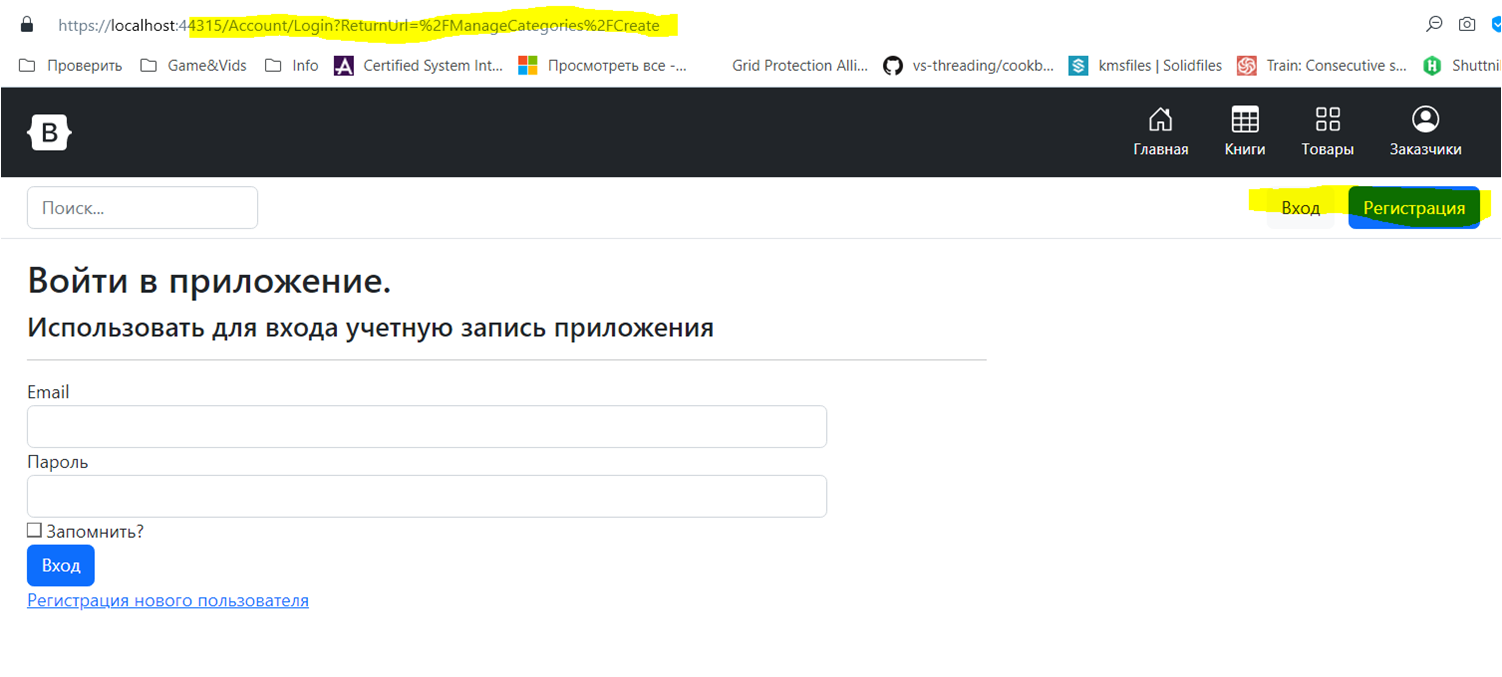 https://localhost:44315/Account/Login?ReturnUrl=%2FManageCategories%2FCreate
Проверить Game&Vids Info Certified System Int... Просмотреть все -... Grid Protection Alli... vs-threading/cookb... kmsfiles | Solidfiles Train: Consecutive s... Shuttni
B
Главная Книги Товары Заказчики
Поиск... Вход Регистрация
Войти в приложение.
Использовать для входа учетную запись приложения
Email
Пароль
Запомнить?
Вход
Регистрация нового пользователя